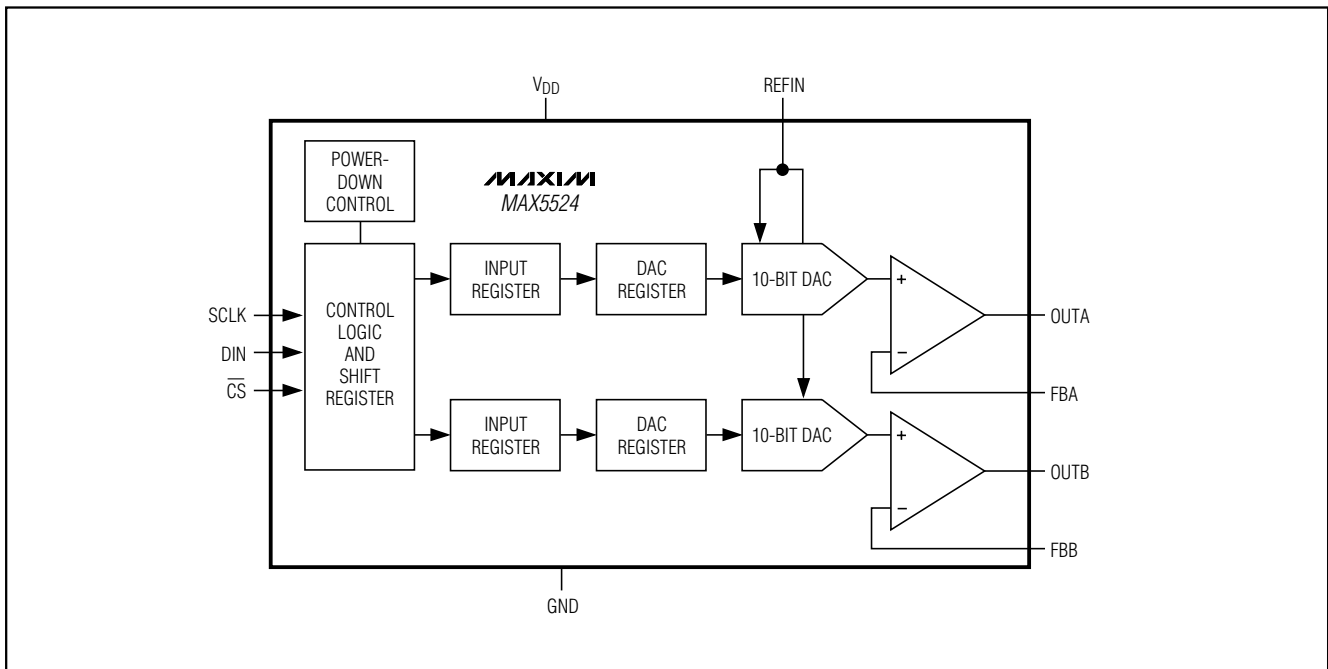 VDD
REFIN
POWER-
DOWN
CONTROL
MAXIM
MAX5524
CONTROL
LOGIC
AND
SHIFT
REGISTER
INPUT
REGISTER
DAC
REGISTER
10-BIT DAC
+
−
SCLK
DIN
CS
OUTA
FBA
INPUT
REGISTER
DAC
REGISTER
10-BIT DAC
+
−
OUTB
FBB
GND